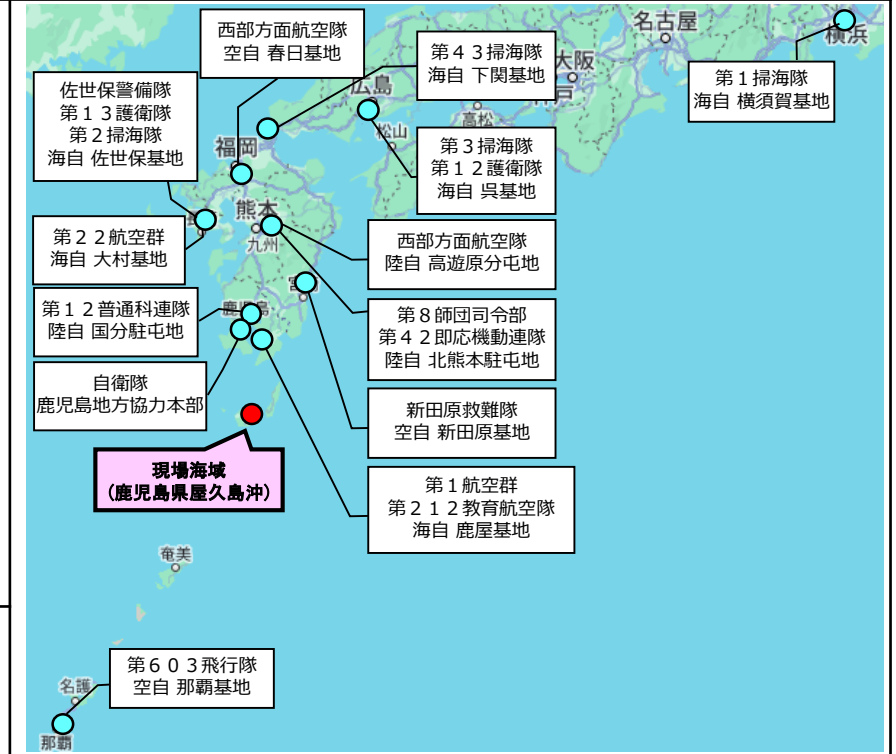 西部方面航空隊
空自 春日基地
第４３掃海隊
海自 下関基地
名古屋
横浜
大阪
神戸
第１掃海隊
海自 横須賀基地
佐世保警備隊
第１３護衛隊
第２掃海隊
海自 佐世保基地
広島
高松
松山
第３掃海隊
第１２護衛隊
海自 呉基地
福岡
熊本
九州
第２２航空群
海自 大村基地
西部方面航空隊
陸自 高遊原分屯地
第１２普通科連隊
陸自 国分駐屯地
鹿児島
第８師団司令部
第４２即応機動連隊
陸自 北熊本駐屯地
自衛隊
鹿児島地方協力本部
新田原救難隊
空自 新田原基地
現場海域
(鹿児島県屋久島沖)
第１航空群
第２１２教育航空隊
海自 鹿屋基地
奄美
第６０３飛行隊
空自 那覇基地
名護
那覇